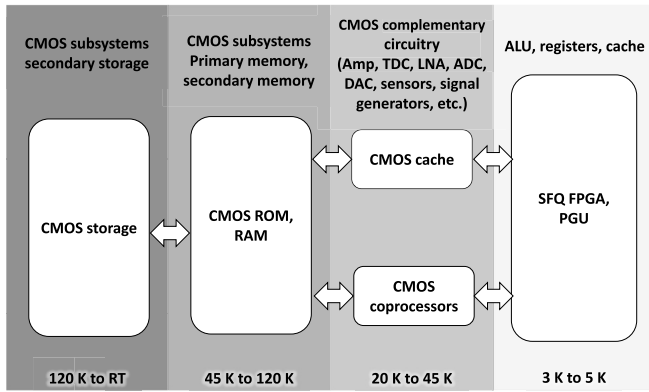 CMOS subsystems
secondary storage
CMOS subsystems
Primary memory,
secondary memory
CMOS complementary
circuitry
(Amp, TDC, LNA, ADC,
DAC, sensors, signal
generators, etc.)
ALU, registers, cache
CMOS storage
CMOS ROM,
RAM
CMOS cache
CMOS
coprocessors
SFQ FPGA,
PGU
120 K to RT
45 K to 120 K
20 K to 45 K
3 K to 5 K